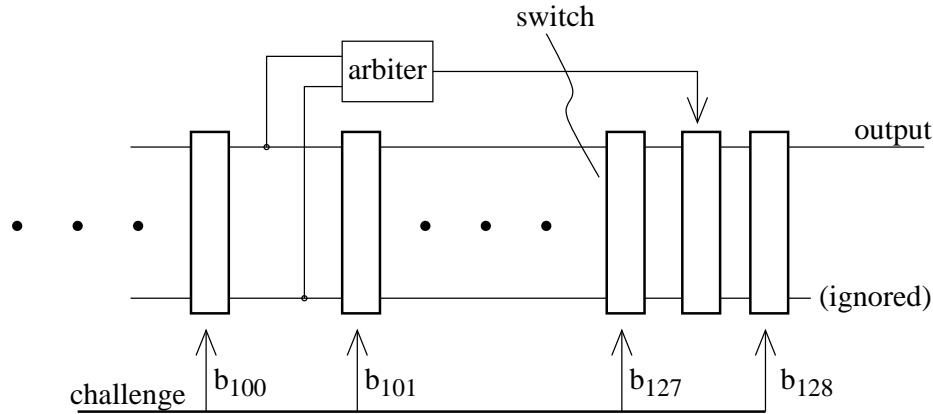 switch
arbiter
output
(ignored)
challenge
b100
b101
b127
b128